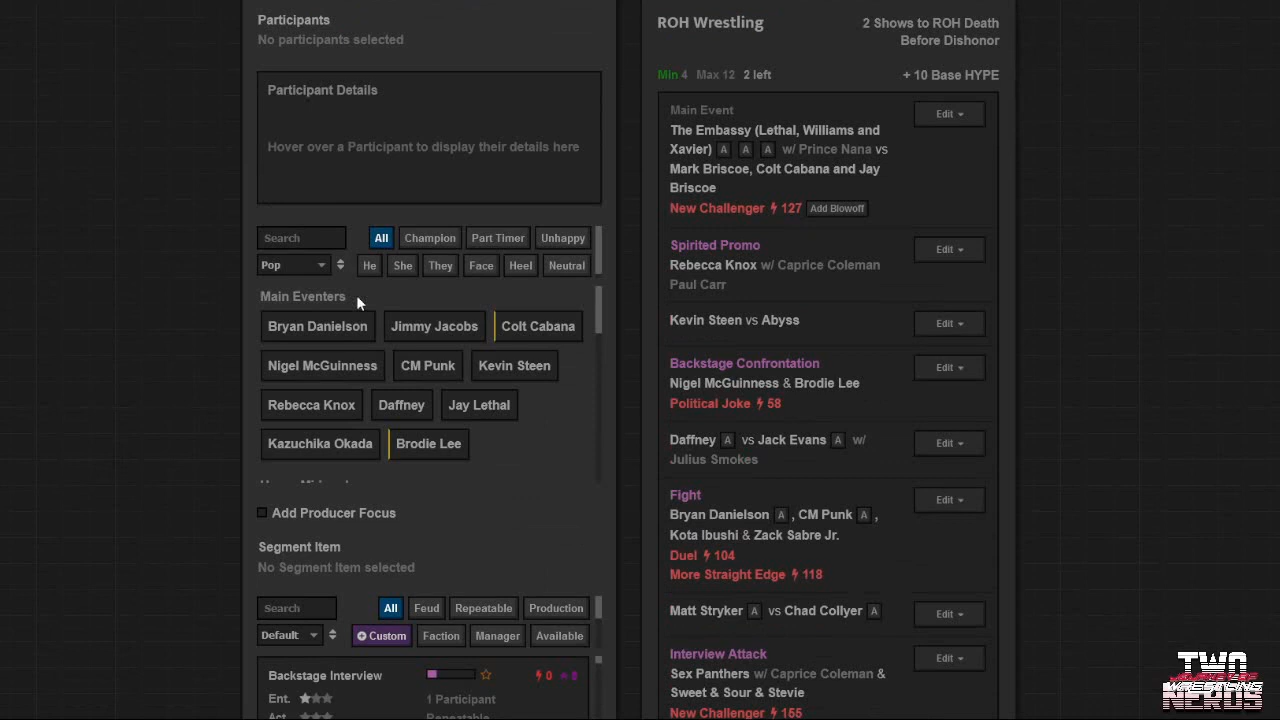 Participants
No participants selected
Participant Details
Hover over a Participant to display their details here
Search
All
Champion
Part Timer
Unhappy
Pop
He
She
They
Face
Heel
Neutral
Main Eventers
Bryan Danielson
Jimmy Jacobs
Colt Cabana
Nigel McGuinness
CM Punk
Kevin Steen
Rebecca Knox
Daffney
Jay Lethal
Kazuchika Okada
Brodie Lee
Add Producer Focus
Segment Item
No Segment Item selected
Search
All
Feud
Repeatable
Production
Default
Custom
Faction
Manager
Available
Backstage Interview
0
0
Ent.
1 Participant
Act.
Repeatable
ROH Wrestling
2 Shows to ROH Death
Before Dishonor
Min 4 Max 12 2 left
+ 10 Base HYPE
Main Event
Edit
The Embassy (Lethal, Williams and
Xavier) A A A w/ Prince Nana vs
Mark Briscoe, Colt Cabana and Jay
Briscoe
New Challenger 127 Add Blowoff
Spirited Promo
Edit
Rebecca Knox w/ Caprice Coleman
Paul Carr
Kevin Steen vs Abyss
Edit
Backstage Confrontation
Edit
Nigel McGuinness & Brodie Lee
Political Joke 58
Daffney A vs Jack Evans A w/
Edit
Julius Smokes
Fight
Edit
Bryan Danielson A , CM Punk A ,
Kota Ibushi & Zack Sabre Jr.
Duel 104
More Straight Edge 118
Matt Stryker A vs Chad Collyer A
Edit
Interview Attack
Edit
Sex Panthers w/ Caprice Coleman &
Sweet & Sour & Stevie
New Challenger 155
TWO
WRESTLING
NERDS